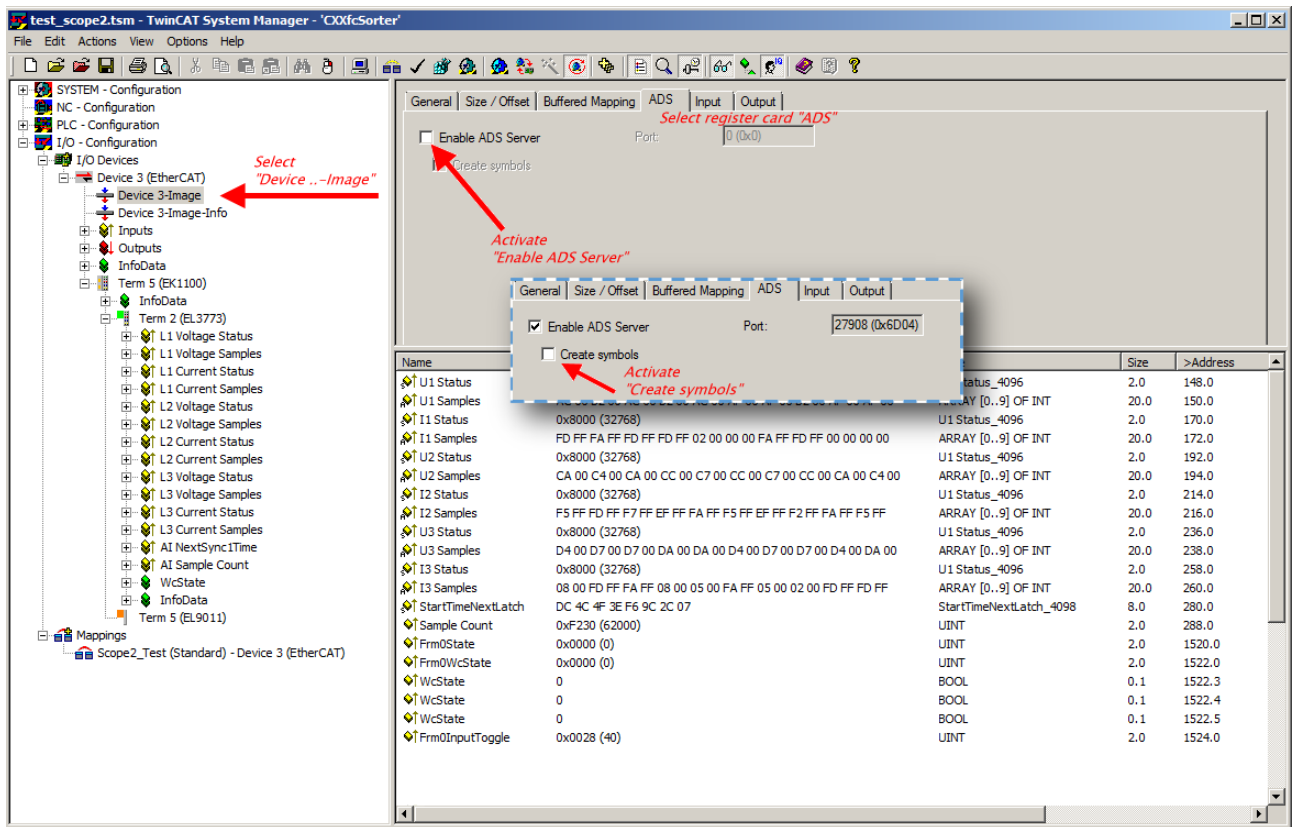 test_scope2.tsm - TwinCAT System Manager - 'CXXfcSorter'
File Edit Actions View Options Help
SYSTEM - Configuration
NC - Configuration
PLC - Configuration
I/O - Configuration
I/O Devices
Device 3 (EtherCAT)
Device 3-Image
Device 3-Image-Info
Inputs
Outputs
InfoData
Term 5 (EK1100)
InfoData
Term 2 (EL3773)
L1 Voltage Status
L1 Voltage Samples
L1 Current Status
L1 Current Samples
L2 Voltage Status
L2 Voltage Samples
L2 Current Status
L2 Current Samples
L3 Voltage Status
L3 Voltage Samples
L3 Current Status
L3 Current Samples
AI NextSync1Time
AI Sample Count
WcState
InfoData
Term 5 (EL9011)
Mappings
Scope2_Test (Standard) - Device 3 (EtherCAT)
Select
"Device ..-Image"
General Size / Offset Buffered Mapping ADS Input Output
Select register card "ADS"
Enable ADS Server Port: 0 (0x0)
Create symbols
Activate
"Enable ADS Server"
General Size / Offset Buffered Mapping ADS Input Output
Enable ADS Server Port: 27908 (0x6D04)
Create symbols
Activate
"Create symbols"
Name Size >Address
U1 Status tatus_4096 2.0 148.0
U1 Samples [0..9] OF INT 20.0 150.0
I1 Status 0x8000 (32768) U1 Status_4096 2.0 170.0
I1 Samples FD FF FA FF FD FF FD FF 02 00 00 00 FA FF FD FF 00 00 00 00 ARRAY [0..9] OF INT 20.0 172.0
U2 Status 0x8000 (32768) U1 Status_4096 2.0 192.0
U2 Samples CA 00 C4 00 CA 00 CC 00 C7 00 CC 00 C7 00 CC 00 CA 00 C4 00 ARRAY [0..9] OF INT 20.0 194.0
I2 Status 0x8000 (32768) U1 Status_4096 2.0 214.0
I2 Samples F5 FF FD FF F7 FF EF FF FA FF F5 FF EF FF F2 FF FA FF F5 FF ARRAY [0..9] OF INT 20.0 216.0
U3 Status 0x8000 (32768) U1 Status_4096 2.0 236.0
U3 Samples D4 00 D7 00 D7 00 DA 00 DA 00 D4 00 D7 00 D7 00 D4 00 DA 00 ARRAY [0..9] OF INT 20.0 238.0
I3 Status 0x8000 (32768) U1 Status_4096 2.0 258.0
I3 Samples 08 00 FD FF FA FF 08 00 05 00 FA FF 05 00 02 00 FD FF FD FF ARRAY [0..9] OF INT 20.0 260.0
StartTimeNextLatch DC 4C 4F 3E F6 9C 2C 07 StartTimeNextLatch_4098 8.0 280.0
Sample Count 0xF230 (62000) UINT 2.0 288.0
Frm0State 0x0000 (0) UINT 2.0 1520.0
Frm0WcState 0x0000 (0) UINT 2.0 1522.0
WcState 0 BOOL 0.1 1522.3
WcState 0 BOOL 0.1 1522.4
WcState 0 BOOL 0.1 1522.5
Frm0InputToggle 0x0028 (40) UINT 2.0 1524.0